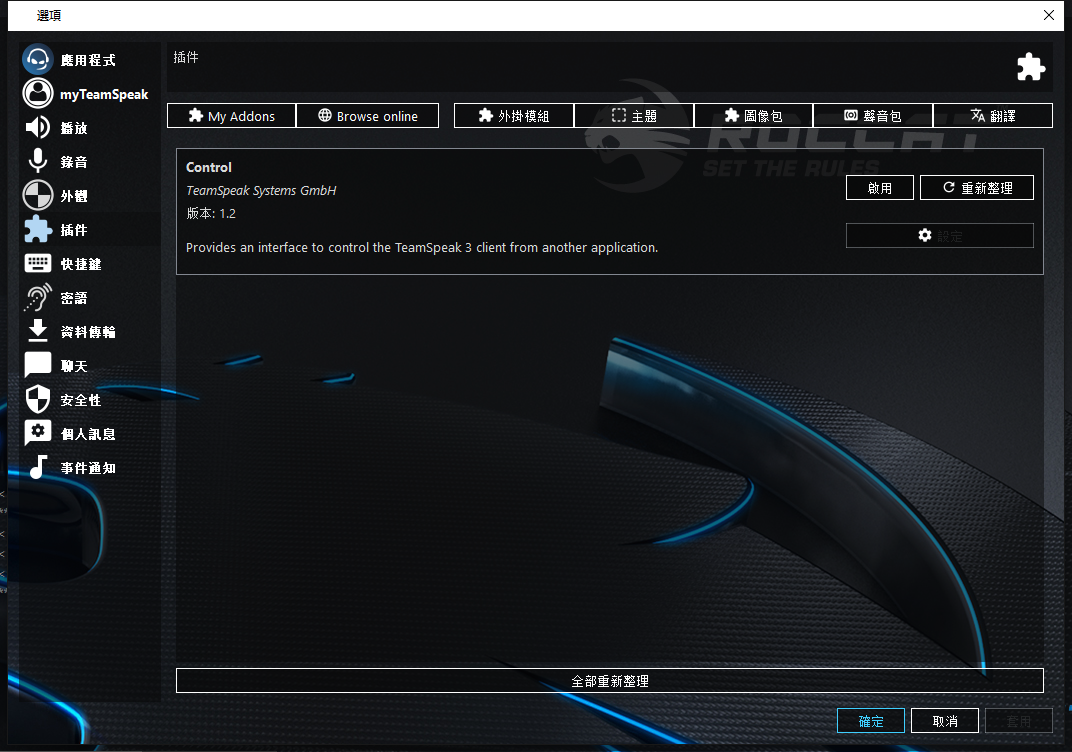 選項
應用程式
myTeamSpeak
播放
錄音
外觀
插件
快捷鍵
密語
資料傳輸
聊天
安全性
個人訊息
事件通知
插件
My Addons
Browse online
外掛模組
主題
圖像包
聲音包
翻譯
ROCCAT
SET THE RULES
Control
TeamSpeak Systems GmbH
版本: 1.2
Provides an interface to control the TeamSpeak 3 client from another application.
啟用
重新整理
設定
全部重新整理
確定
取消
套用